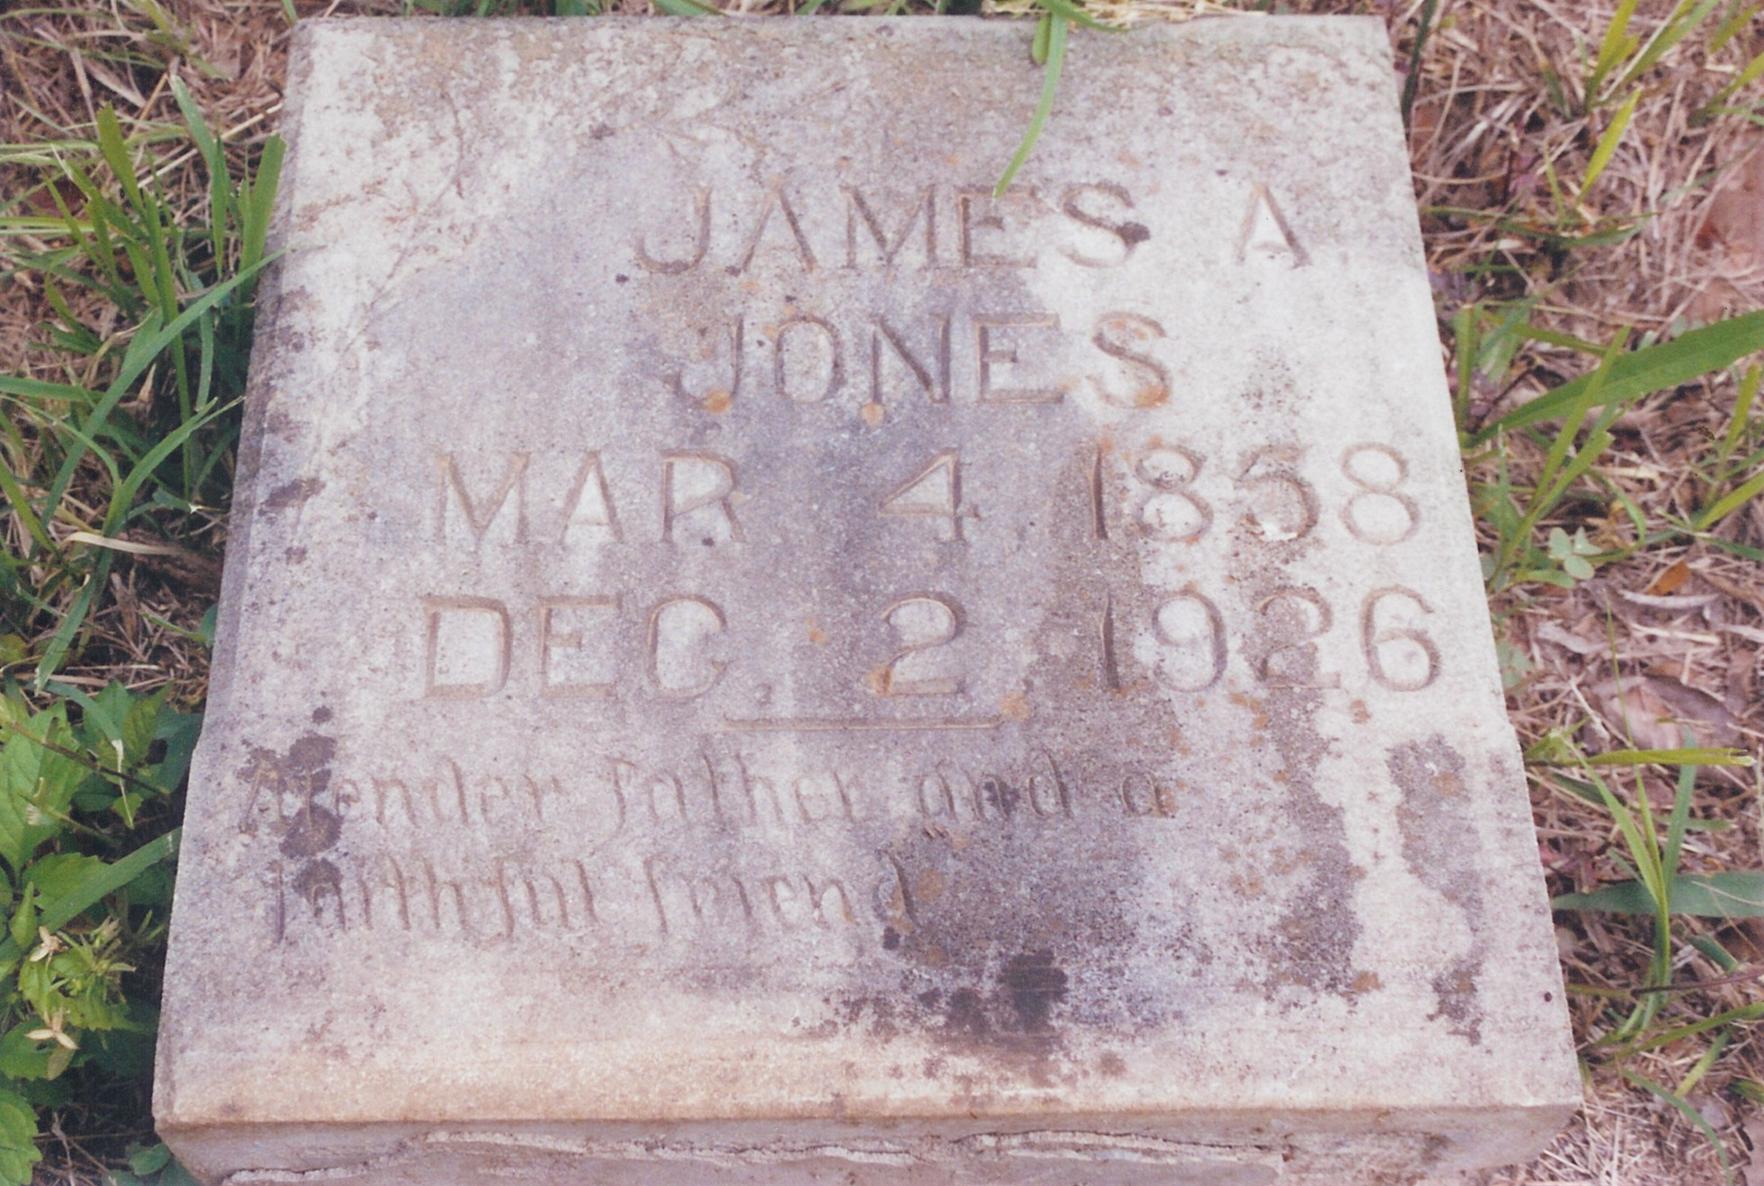 JAMES A
JONES
MAR 4 1858
DEC. 2 1926
A tender father and a
faithful friend